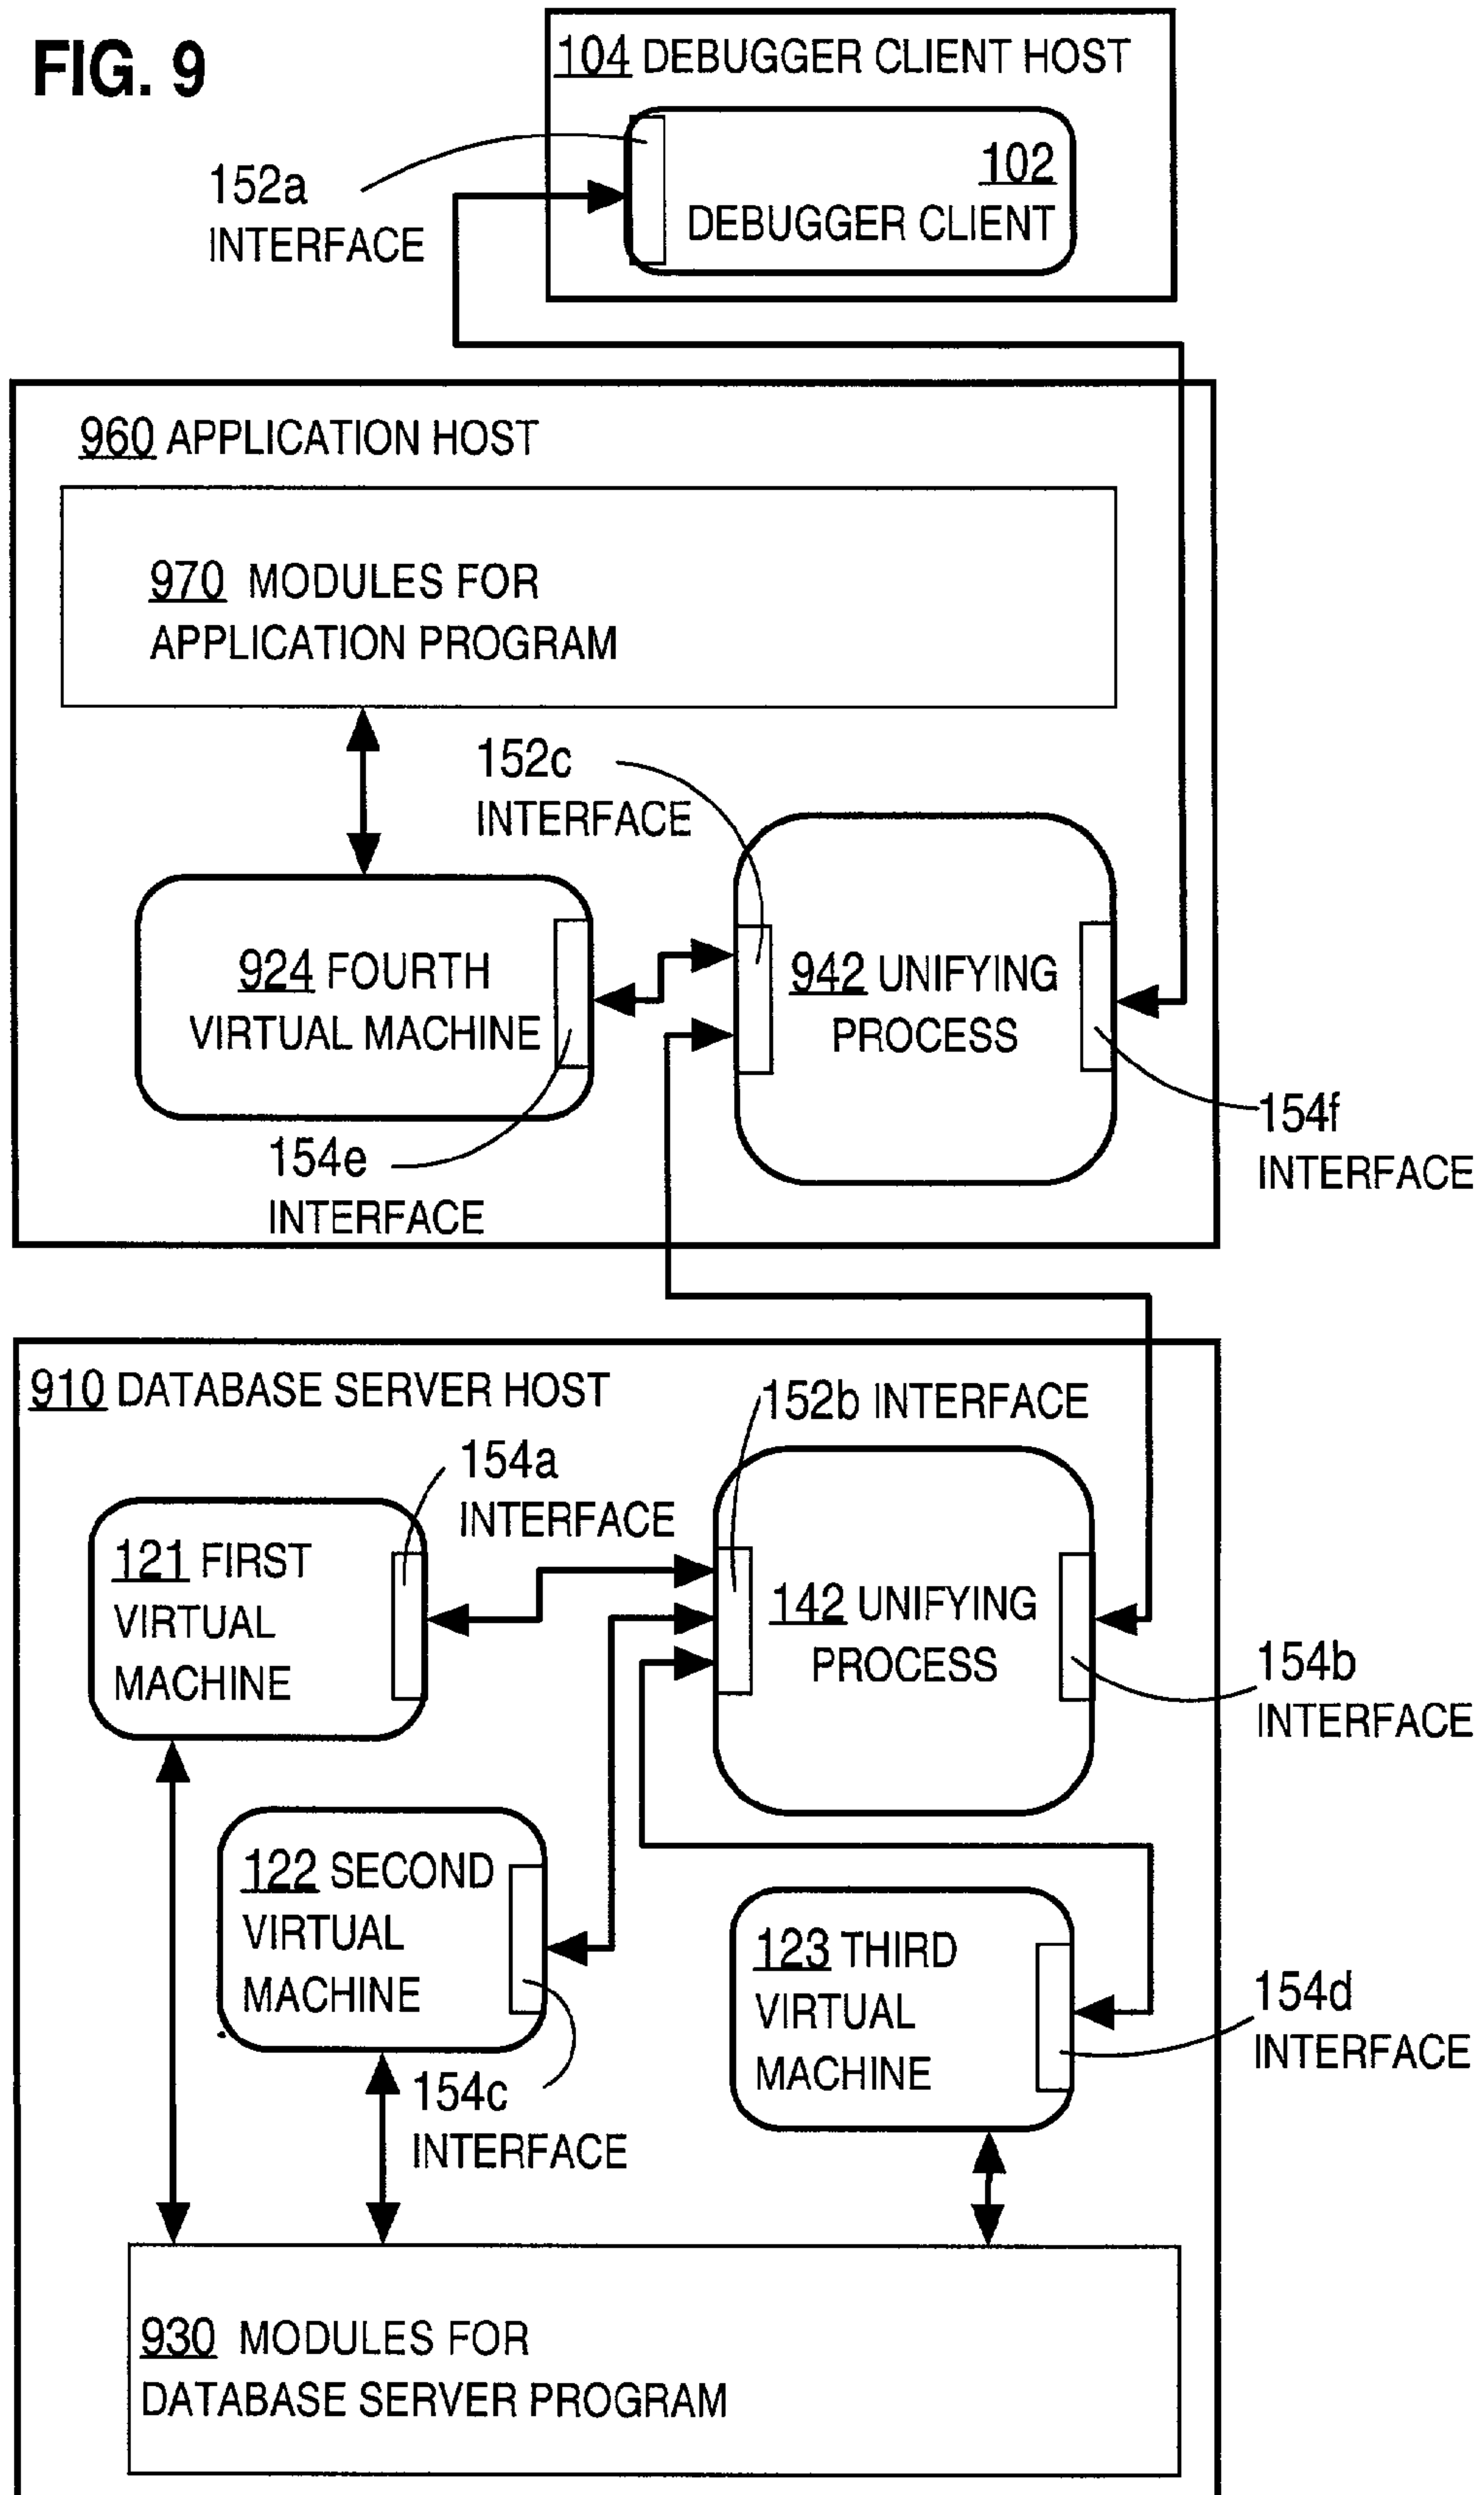 FIG. 9
104 DEBUGGER CLIENT HOST
102
DEBUGGER CLIENT
152a
INTERFACE
960 APPLICATION HOST
970 MODULES FOR
APPLICATION PROGRAM
152c
INTERFACE
924 FOURTH
VIRTUAL MACHINE
942 UNIFYING
PROCESS
154e
INTERFACE
154f
INTERFACE
910 DATABASE SERVER HOST
152b INTERFACE
154a
INTERFACE
121 FIRST
VIRTUAL
MACHINE
142 UNIFYING
PROCESS
154b
INTERFACE
122 SECOND
VIRTUAL
MACHINE
123 THIRD
VIRTUAL
MACHINE
154d
INTERFACE
154c
INTERFACE
930 MODULES FOR
DATABASE SERVER PROGRAM